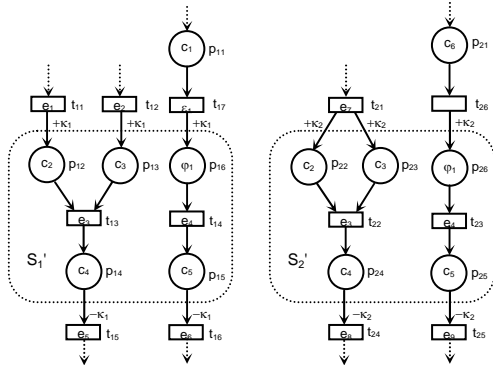 c1 p11
c6 p21
e1 t11 e2 t12 ε1 t17
e7 t21 t26
+κ1 +κ1 +κ1
+κ2 +κ2 +κ2
c2 p12 c3 p13 φ1 p16
c2 p22 c3 p23 φ1 p26
e3 t13 e4 t14
e3 t22 e4 t23
S1' c4 p14 c5 p15
S2' c4 p24 c5 p25
−κ1 −κ1
−κ2 −κ2
e5 t15 e6 t16
e8 t24 e9 t25